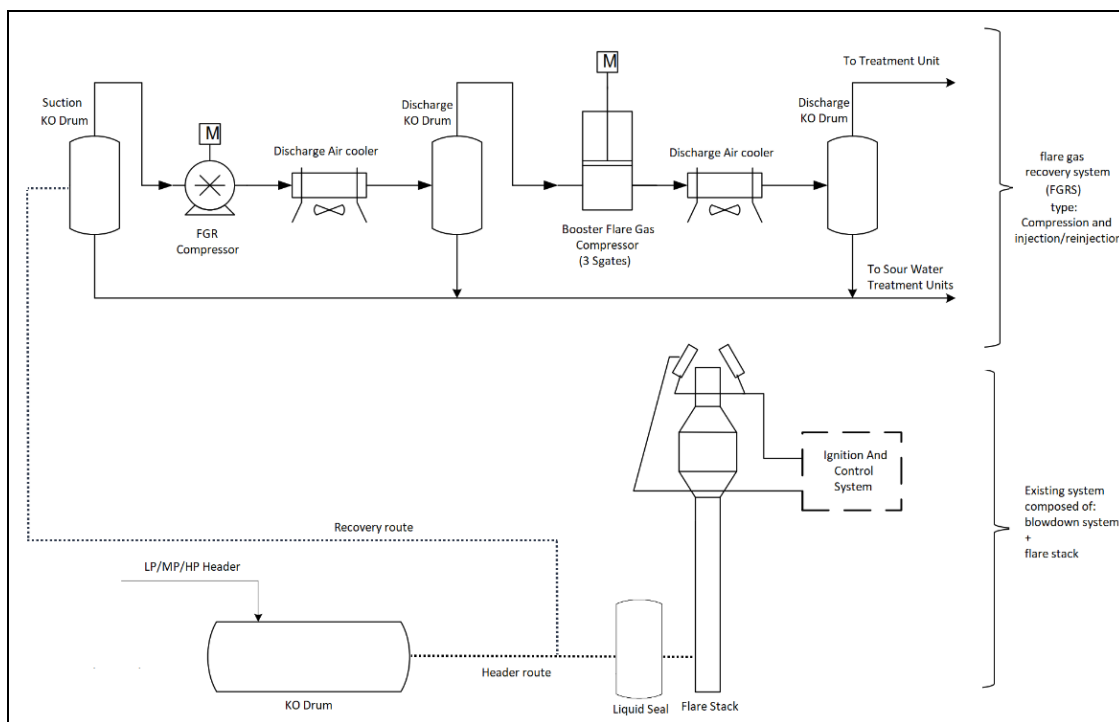 To Treatment Unit
Suction
KO Drum
M
Discharge Air cooler
FGR
Compressor
Discharge
KO Drum
M
Booster Flare Gas
Compressor
(3 Sgates)
Discharge Air cooler
Discharge
KO Drum
To Sour Water
Treatment Units
flare gas
recovery system
(FGRS)
type:
Compression and
injection/reinjection
Ignition And
Control
System
Existing system
composed of:
blowdown system
+
flare stack
Recovery route
LP/MP/HP Header
Header route
KO Drum
Liquid Seal
Flare Stack